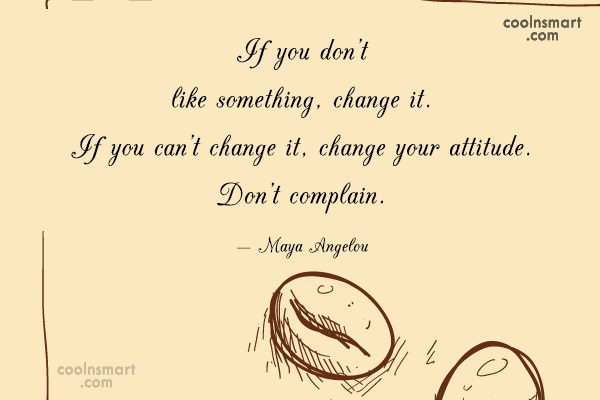 coolnsmart
.com
If you don't
like something, change it.
If you can't change it, change your attitude.
Don't complain.
— Maya Angelou
coolnsmart
.com